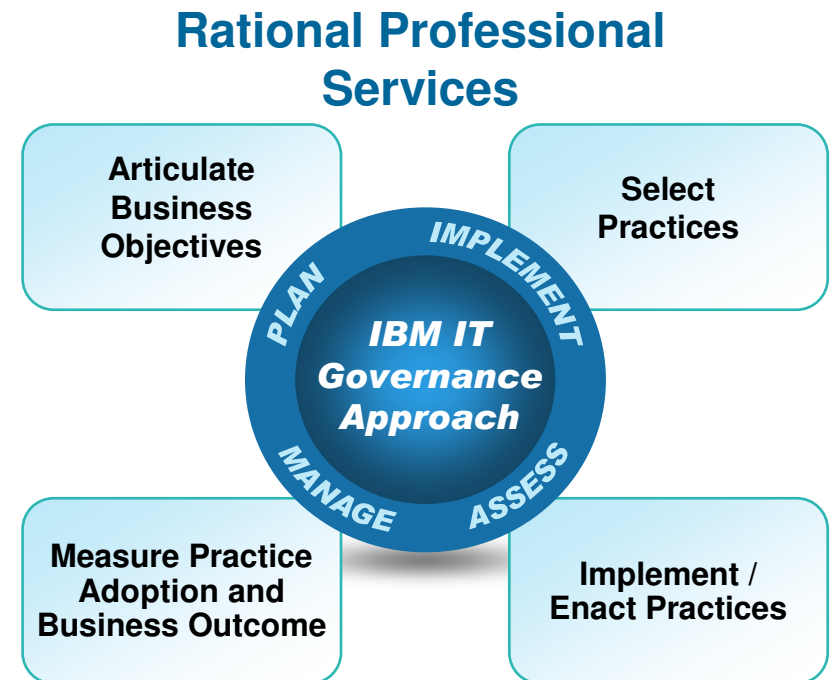 Rational Professional
Services
Articulate
Business
Objectives
Select
Practices
PLAN
IMPLEMENT
IBM IT
Governance
Approach
MANAGE
ASSESS
Measure Practice
Adoption and
Business Outcome
Implement /
Enact Practices